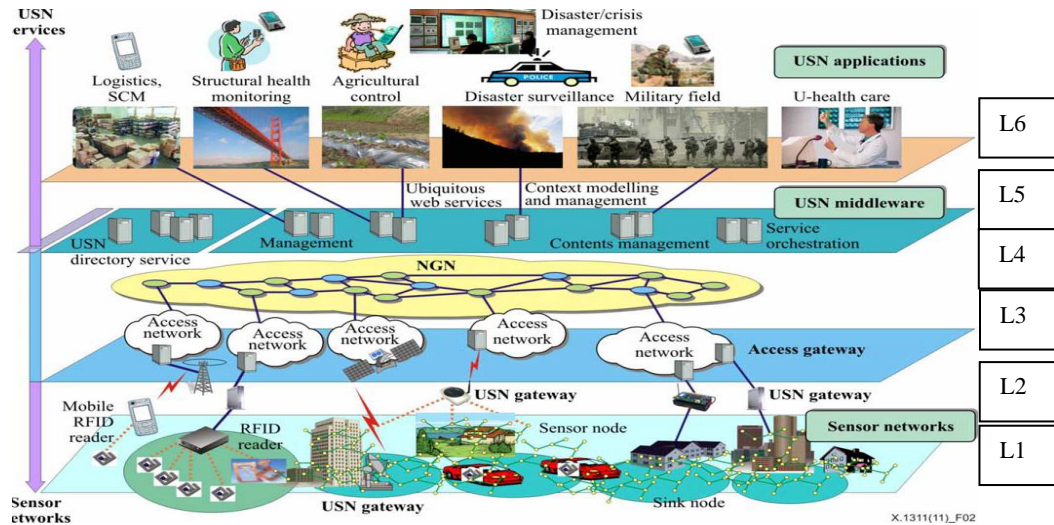 USN
ervices
Disaster/crisis
management
USN applications
Logistics,
SCM
Structural health
monitoring
Agricultural
control
POLICE
Disaster surveillance
Military field
U-health care
L6
Ubiquitous
web services
Context modelling
and management
USN middleware
L5
USN
directory service
Management
Contents management
Service
orchestration
L4
NGN
L3
Access
network
Access
network
Access
network
Access
network
Access
network
Access gateway
L2
Mobile
RFID
reader
RFID
reader
USN gateway
USN gateway
Sensor node
Sensor networks
L1
USN gateway
Sink node
Sensor
etworks
X.1311(11)_F02